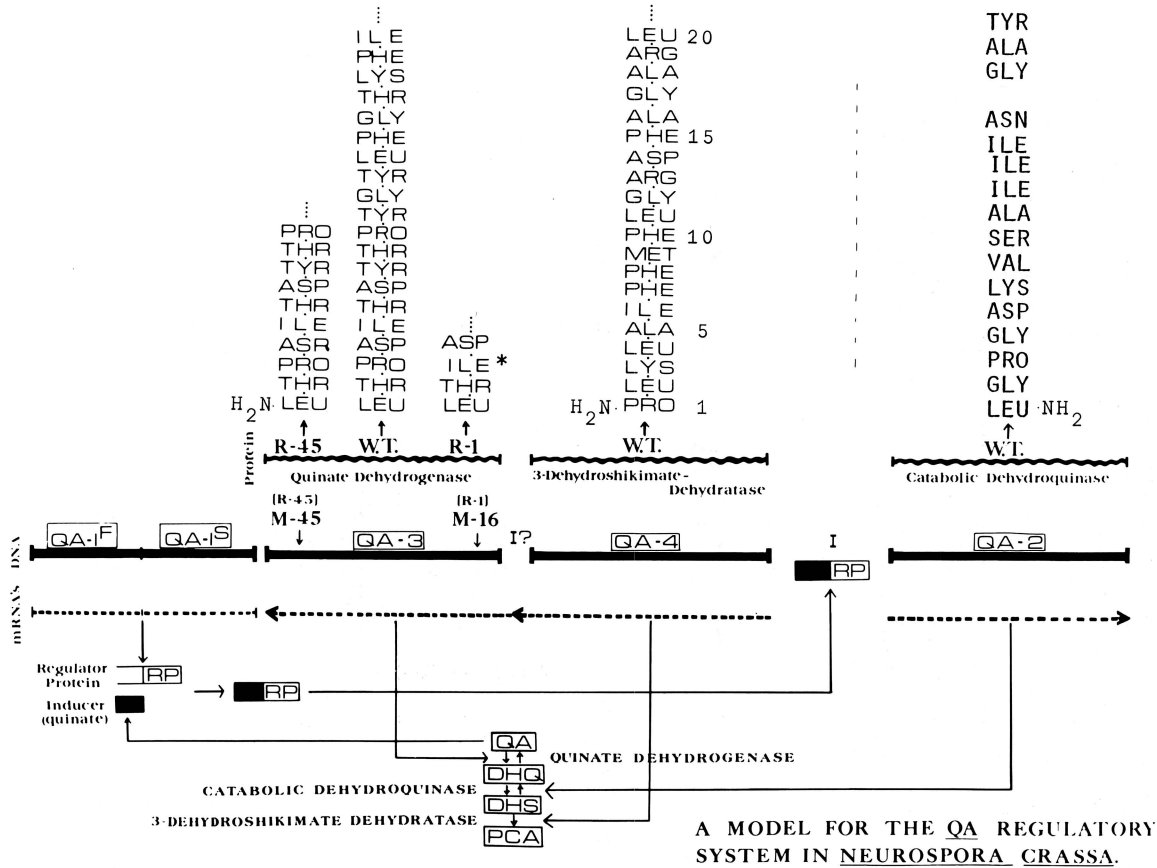 PRO
THR
TYR
ASP
THR
ILE
ASR
PRO
THR
H₂N· LEU
R-45
ILE
PHE
LYS
THR
GLY
PHE
LEU
TYR
GLY
TYR
PRO
THR
TYR
ASP
THR
ILE
ASP
PRO
THR
LEU
W.T.
ASP
ILE *
THR
LEU
R-1
LEU 20
ARG
ALA
GLY
ALA
PHE 15
ASP
ARG
GLY
LEU
PHE 10
MET
PHE
PHE
ILE
ALA 5
LEU
LYS
LEU
H₂N· PRO 1
W.T.
TYR
ALA
GLY
ASN
ILE
ILE
ILE
ALA
SER
VAL
LYS
ASP
GLY
PRO
GLY
LEU·NH₂
W.T.
Protein
Quinate Dehydrogenase
3-Dehydroshikimate-
Dehydratase
Catabolic Dehydroquinase
(R-45)
M-45
(R-1)
M-16
DNA
QA-1F
QA-1S
QA-3
I?
QA-4
I
QA-2
RP
mRNA's
Regulator
Protein
RP
Inducer
(quinate)
RP
QA
QUINATE DEHYDROGENASE
DHQ
CATABOLIC DEHYDROQUINASE
DHS
3-DEHYDROSHIKIMATE DEHYDRATASE
PCA
A MODEL FOR THE QA REGULATORY
SYSTEM IN NEUROSPORA CRASSA.